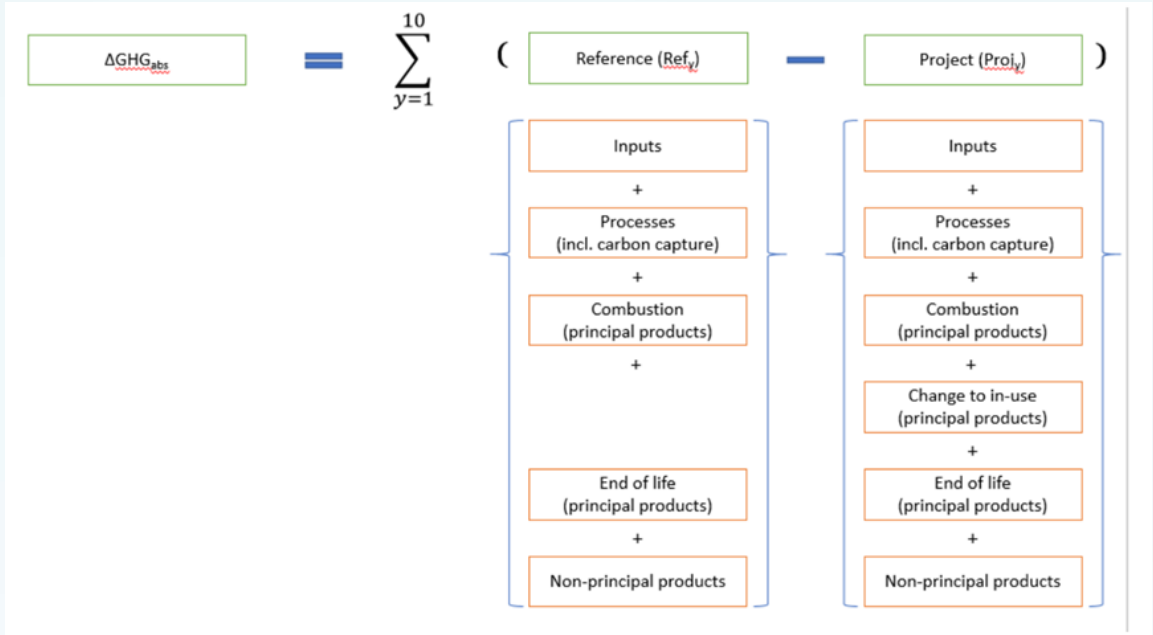 ΔGHGabs = 10 ∑ y=1 ( Reference (Refy) − Project (Projy) )
Inputs
+
Processes
(incl. carbon capture)
+
Combustion
(principal products)
+
End of life
(principal products)
+
Non-principal products
Inputs
+
Processes
(incl. carbon capture)
+
Combustion
(principal products)
+
Change to in-use
(principal products)
+
End of life
(principal products)
+
Non-principal products